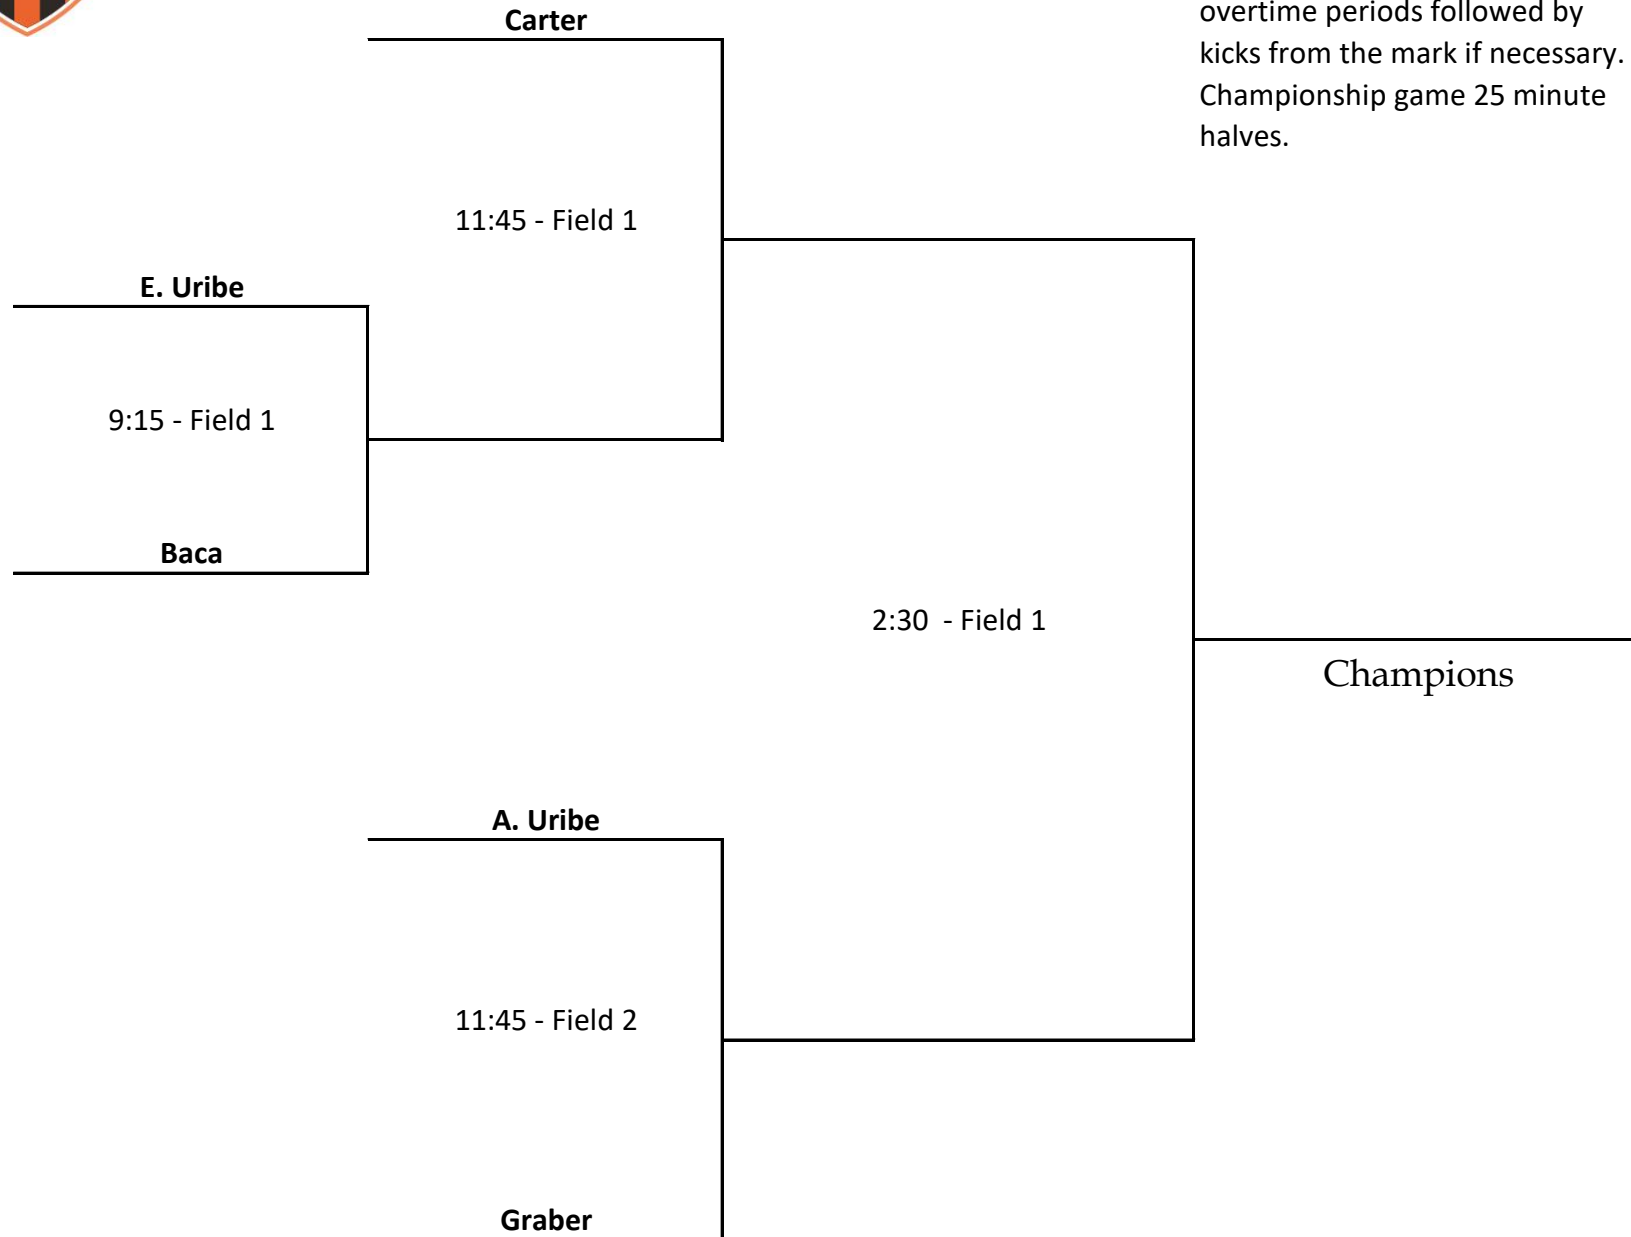 Carter
overtime periods followed by
kicks from the mark if necessary.
Championship game 25 minute
halves.
11:45 - Field 1
E. Uribe
9:15 - Field 1
Baca
2:30  - Field 1
Champions
A. Uribe
11:45 - Field 2
Graber